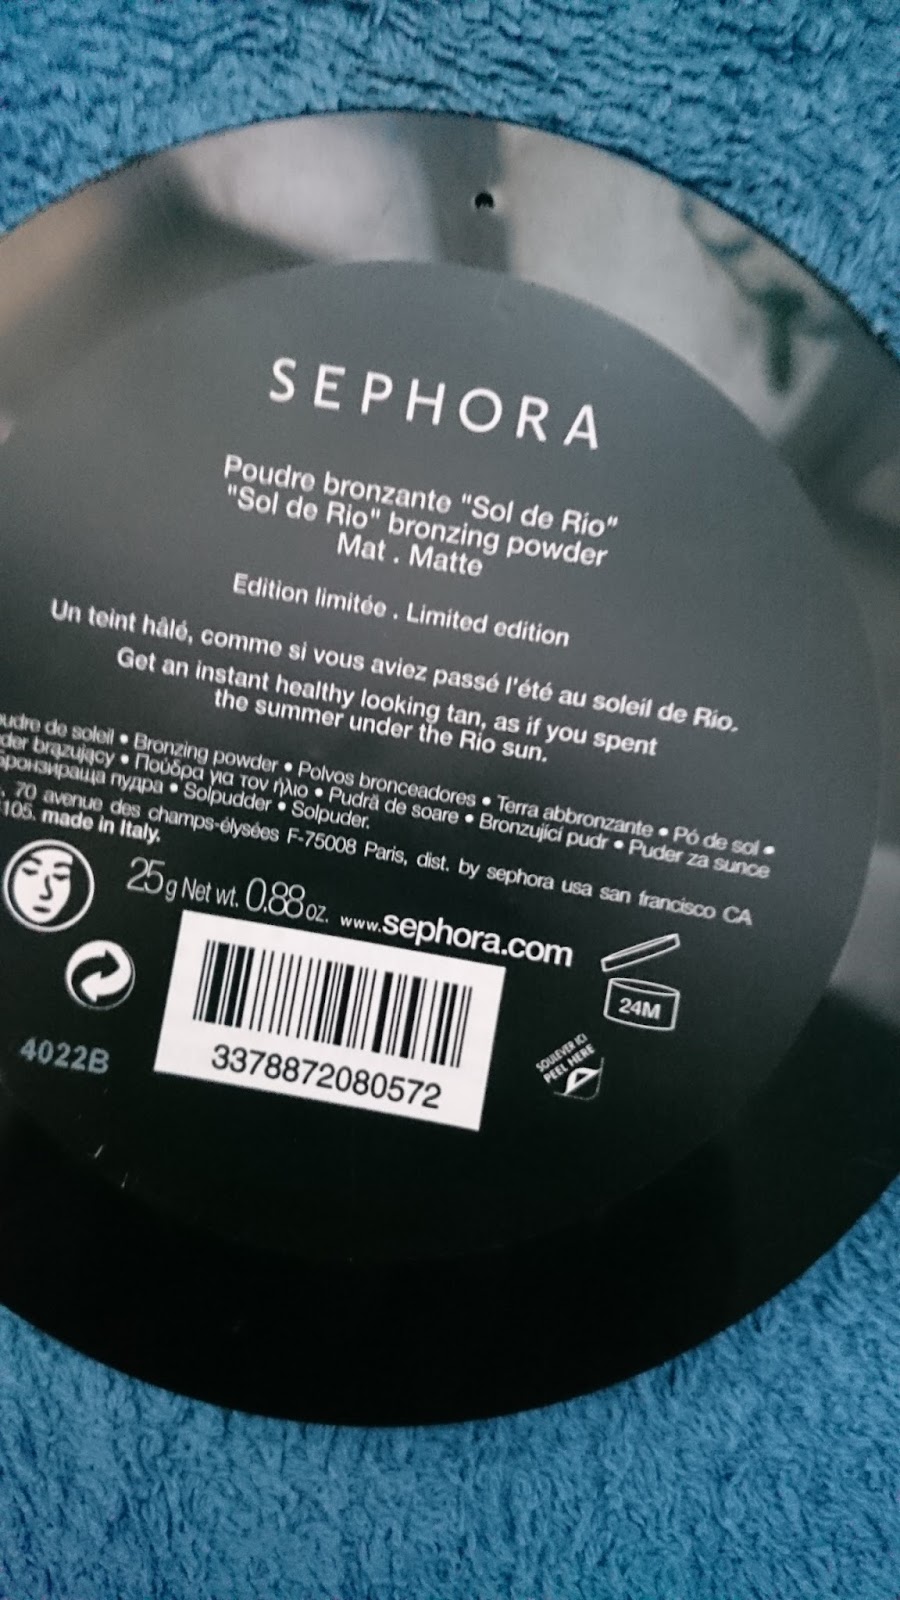 SEPHORA
Poudre bronzante "Sol de Rio"
"Sol de Rio" bronzing powder
Mat . Matte
Edition limitée . Limited edition
Un teint hâlé, comme si vous aviez passé l'été au soleil de Rio.
Get an instant healthy looking tan, as if you spent
the summer under the Rio sun.
de soleil • Bronzing powder • Polvos bronceadores • Terra abbronzante • Pó de sol •
brązujący • Πούδρα για τον ήλιο • Pudră de soare • Bronzující pudr • Puder za sunce
пудра • Solpudder • Solpuder.
70 avenue des champs-élysées F-75008 Paris, dist. by sephora usa san francisco CA
made in Italy.
25g Net wt. 0.88 oz. www.sephora.com
24M
SOULEVER ICI
PEEL HERE
4022B
3378872080572